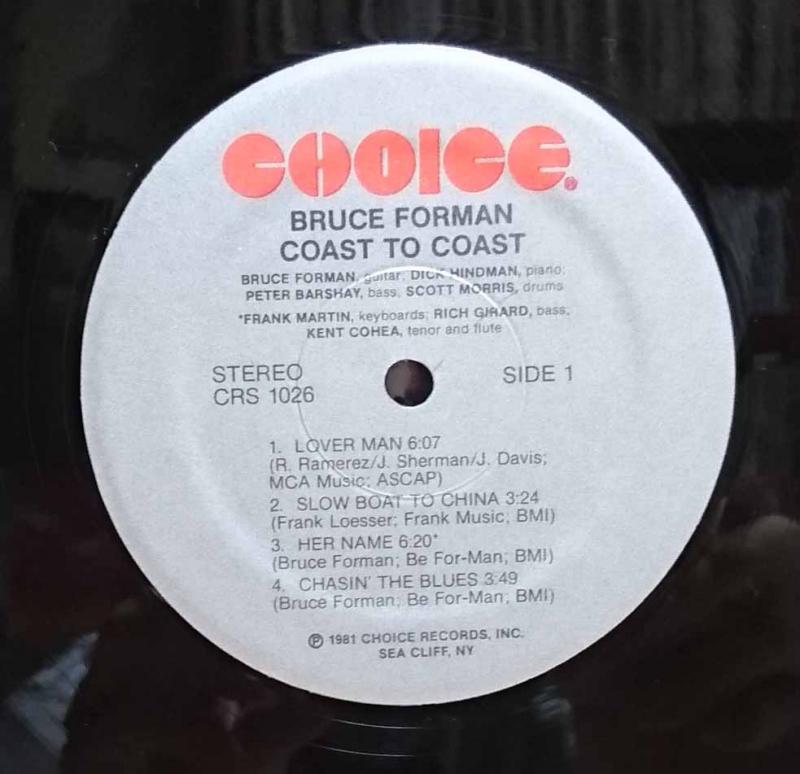 CHOICE®
BRUCE FORMAN
COAST TO COAST
BRUCE FORMAN, guitar; DICK HINDMAN, piano;
PETER BARSHAY, bass; SCOTT MORRIS, drums
*FRANK MARTIN, keyboards; RICH GIRARD, bass;
KENT COHEA, tenor and flute
STEREO
CRS 1026
SIDE 1
1. LOVER MAN 6:07
(R. Ramerez/J. Sherman/J. Davis;
MCA Music; ASCAP)
2. SLOW BOAT TO CHINA 3:24
(Frank Loesser; Frank Music; BMI)
3. HER NAME 6:20*
(Bruce Forman; Be For-Man; BMI)
4. CHASIN' THE BLUES 3:49
(Bruce Forman; Be For-Man; BMI)
℗ 1981 CHOICE RECORDS, INC.
SEA CLIFF, NY